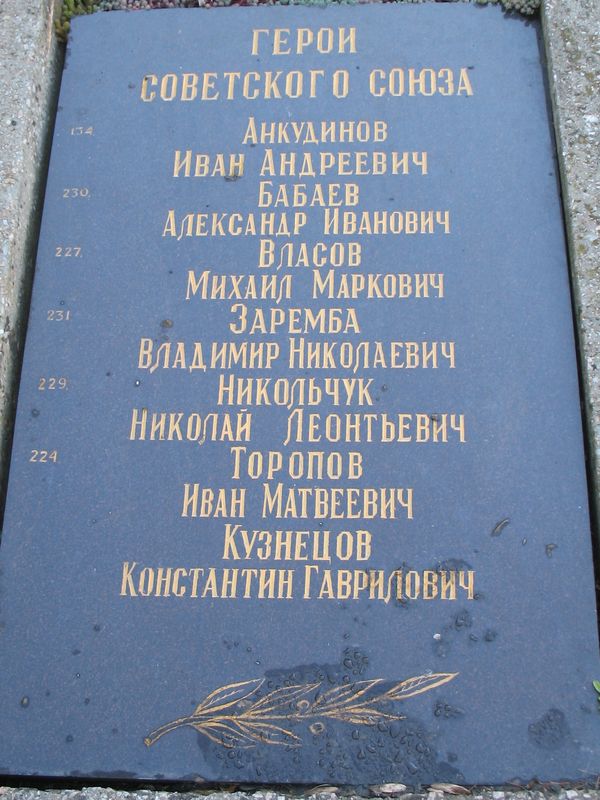 ГЕРОИ
СОВЕТСКОГО СОЮЗА
134. АНКУДИНОВ
ИВАН АНДРЕЕВИЧ
230. БАБАЕВ
АЛЕКСАНДР ИВАНОВИЧ
227. ВЛАСОВ
МИХАИЛ МАРКОВИЧ
231. ЗАРЕМБА
ВЛАДИМИР НИКОЛАЕВИЧ
229. НИКОЛЬЧУК
НИКОЛАЙ ЛЕОНТЬЕВИЧ
224. ТОРОПОВ
ИВАН МАТВЕЕВИЧ
КУЗНЕЦОВ
КОНСТАНТИН ГАВРИЛОВИЧ